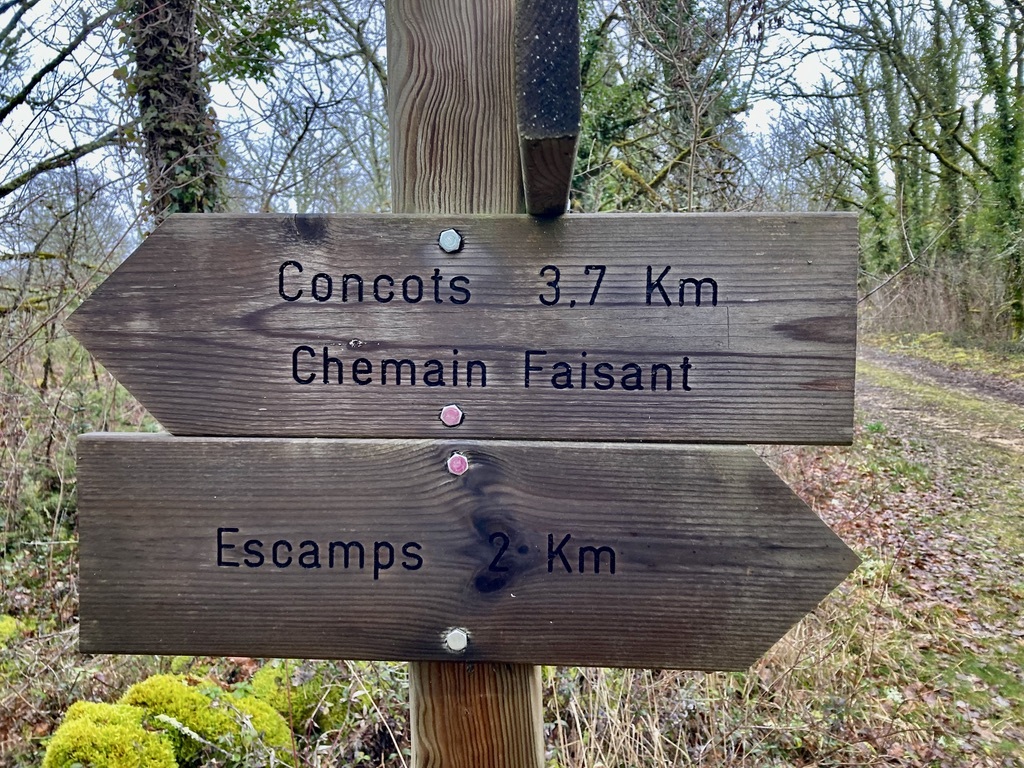 Concots 3,7 Km
Chemain Faisant
Escamps 2 Km